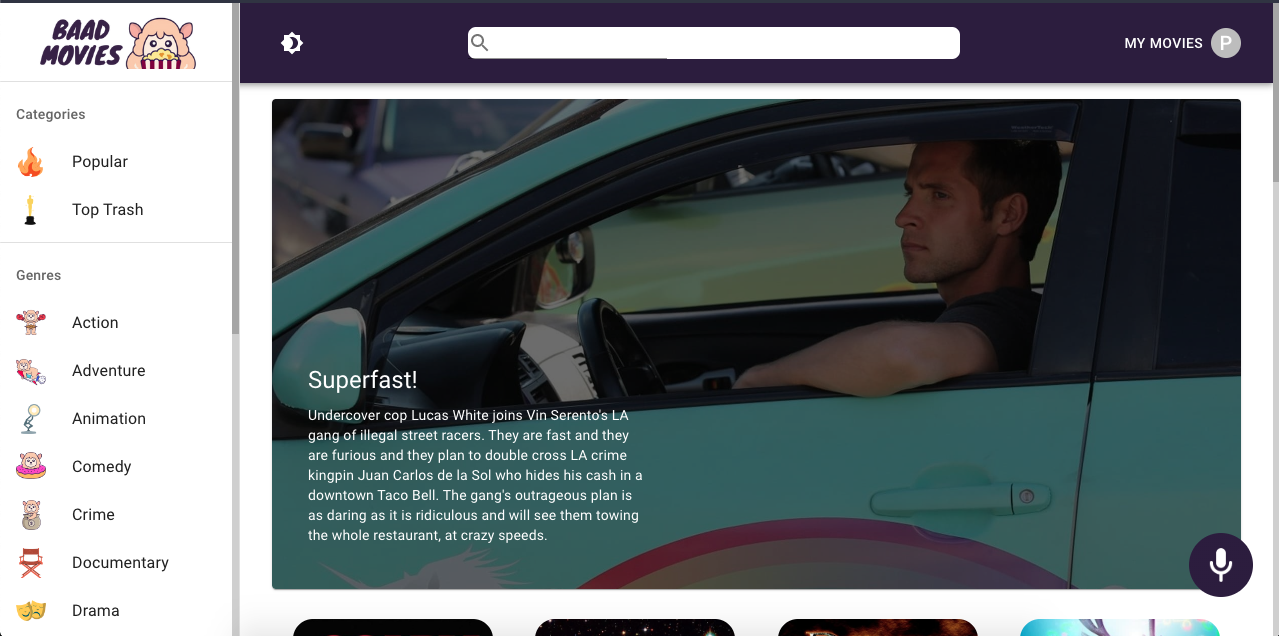 BAAD
MOVIES
MY MOVIES
P
Categories
Popular
Top Trash
Genres
Action
Adventure
Animation
Comedy
Crime
Documentary
Drama
Superfast!
Undercover cop Lucas White joins Vin Serento's LA
gang of illegal street racers. They are fast and they
are furious and they plan to double cross LA crime
kingpin Juan Carlos de la Sol who hides his cash in a
downtown Taco Bell. The gang's outrageous plan is
as daring as it is ridiculous and will see them towing
the whole restaurant, at crazy speeds.